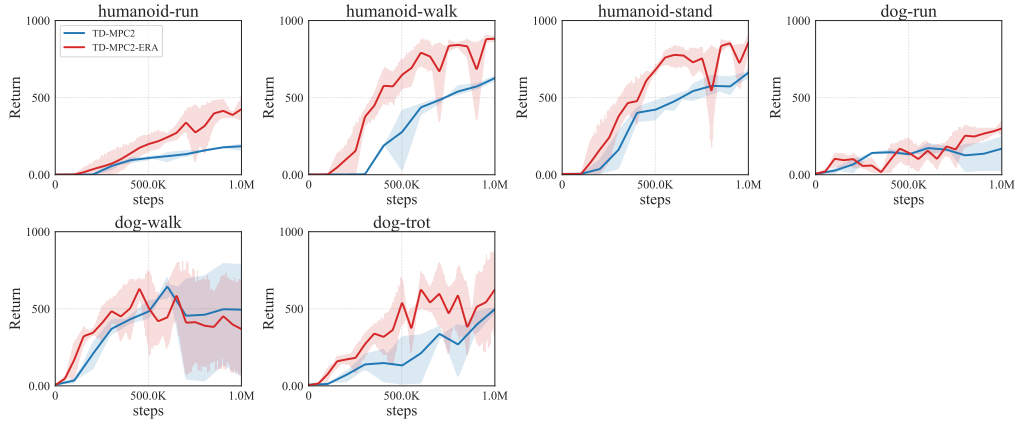 humanoid-run
1000
500
0.00
Return
TD-MPC2
TD-MPC2-ERA
0
500.0K
1.0M
steps
humanoid-walk
1000
500
0.00
Return
0
500.0K
1.0M
steps
humanoid-stand
1000
500
0.00
Return
0
500.0K
1.0M
steps
dog-run
1000
500
0.00
Return
0
500.0K
1.0M
steps
dog-walk
1000
500
0.00
Return
0
500.0K
1.0M
steps
dog-trot
1000
500
0.00
Return
0
500.0K
1.0M
steps